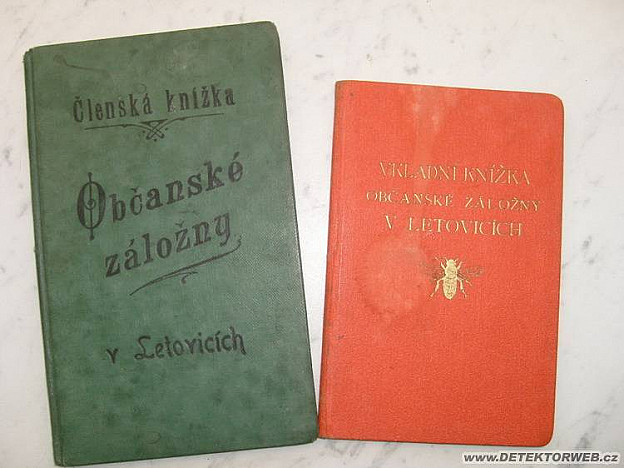 Členská knížka
Občanské
záložny
v Letovicích
VKLADNÍ KNÍŽKA
OBČANSKÉ ZÁLOŽNY
V LETOVICÍCH
www.DETEKTORWEB.cz